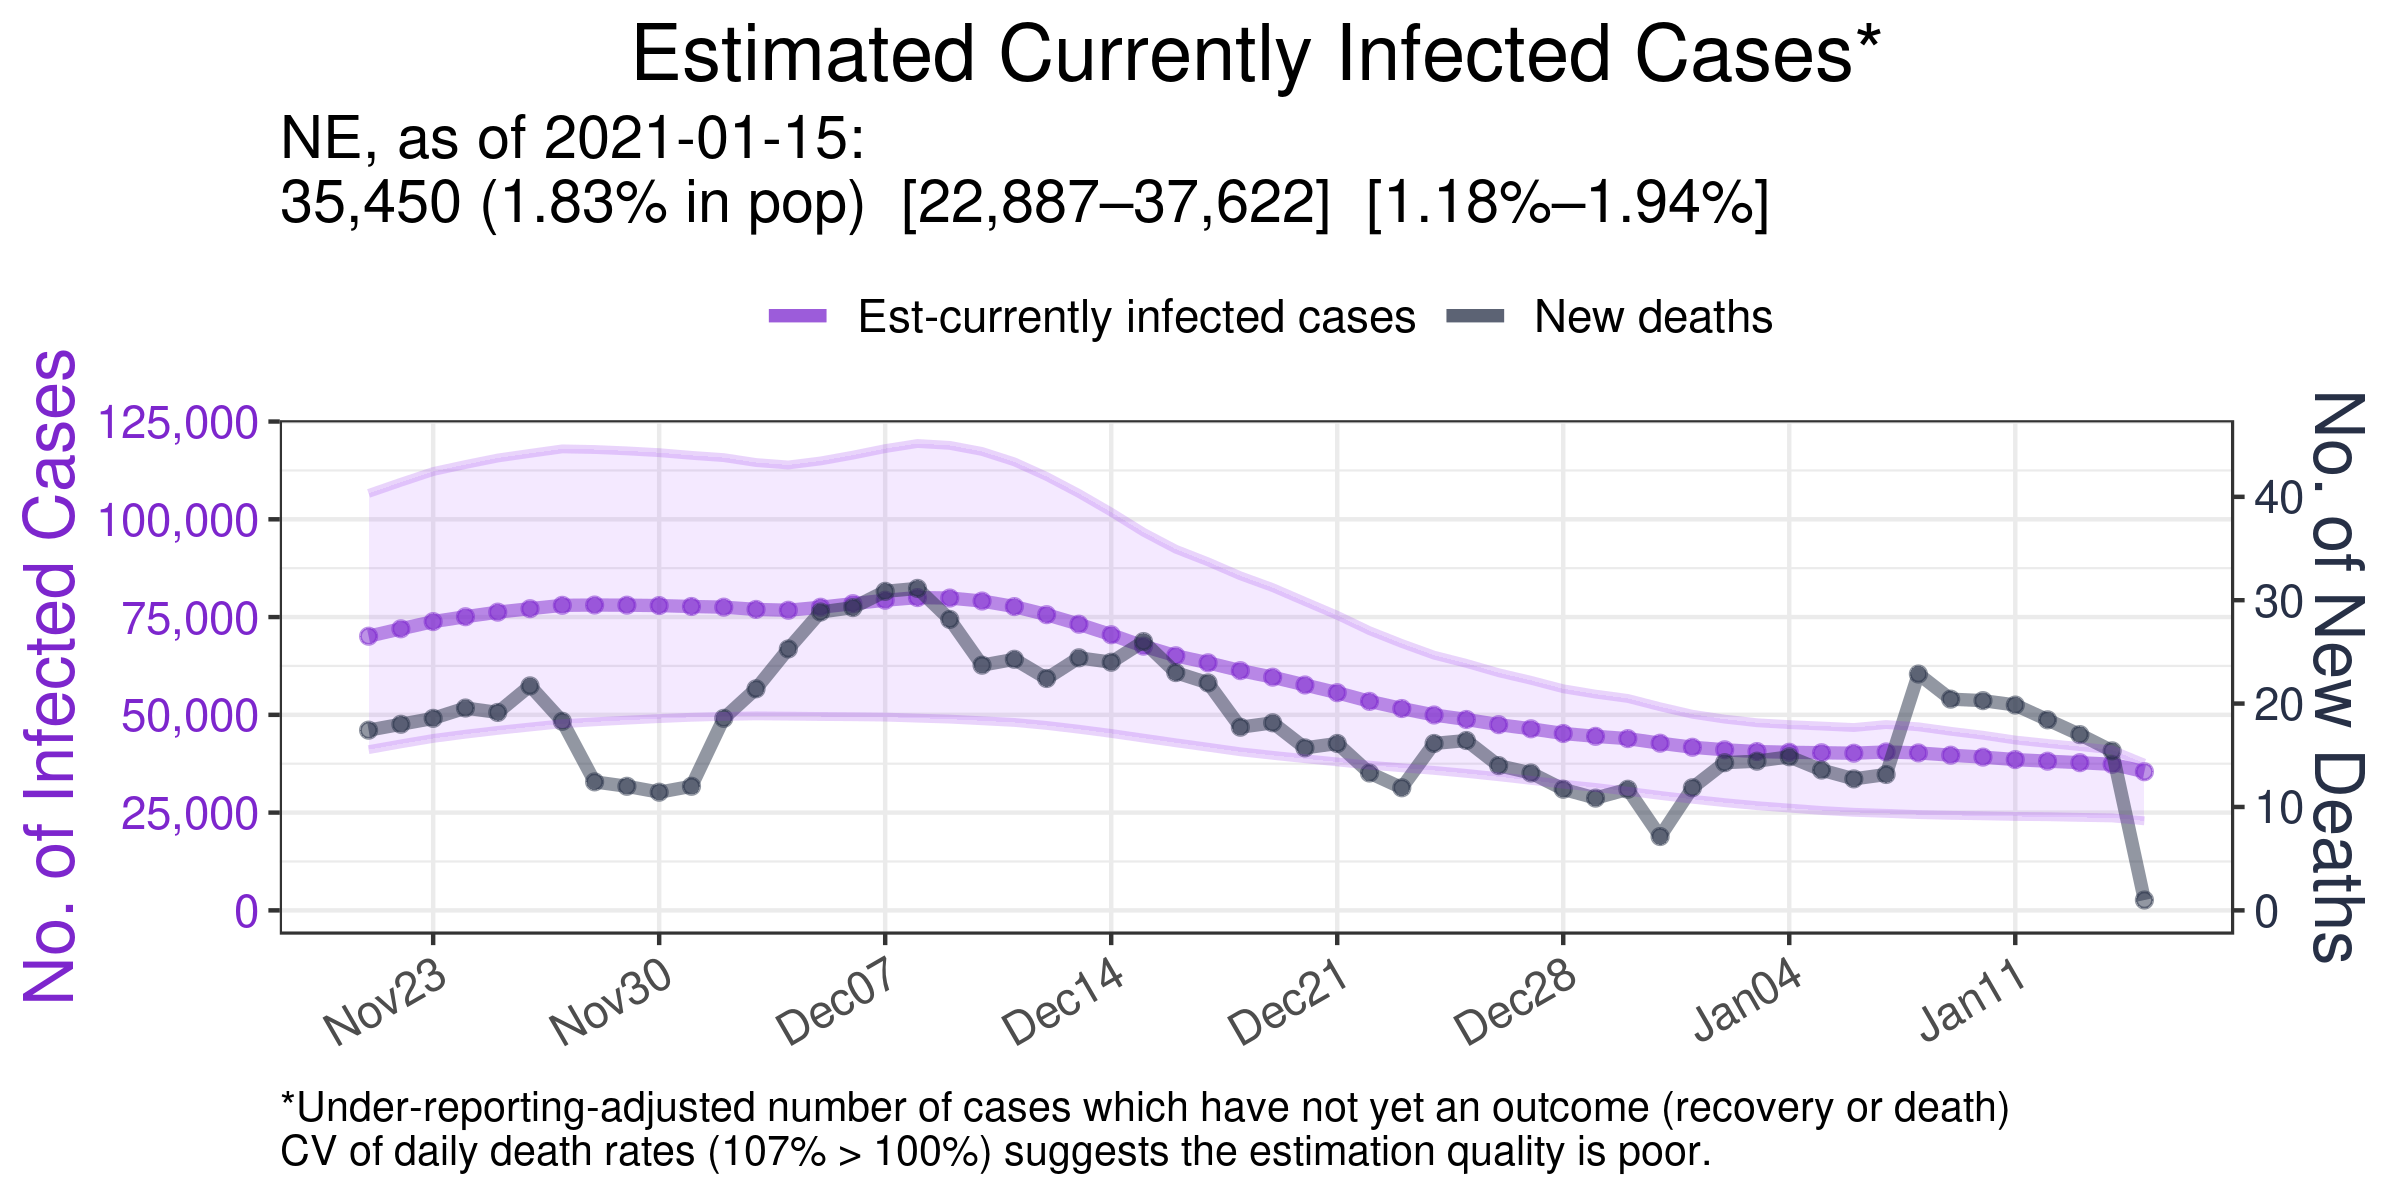 Estimated Currently Infected Cases*
NE, as of 2021-01-15:
35,450 (1.83% in pop)  [22,887–37,622]  [1.18%–1.94%]
Est-currently infected cases
New deaths
No. of Infected Cases
125,000
100,000
75,000
50,000
25,000
0
No. of New Deaths
40
30
20
10
0
Nov23
Nov30
Dec07
Dec14
Dec21
Dec28
Jan04
Jan11
*Under-reporting-adjusted number of cases which have not yet an outcome (recovery or death)
CV of daily death rates (107% > 100%) suggests the estimation quality is poor.